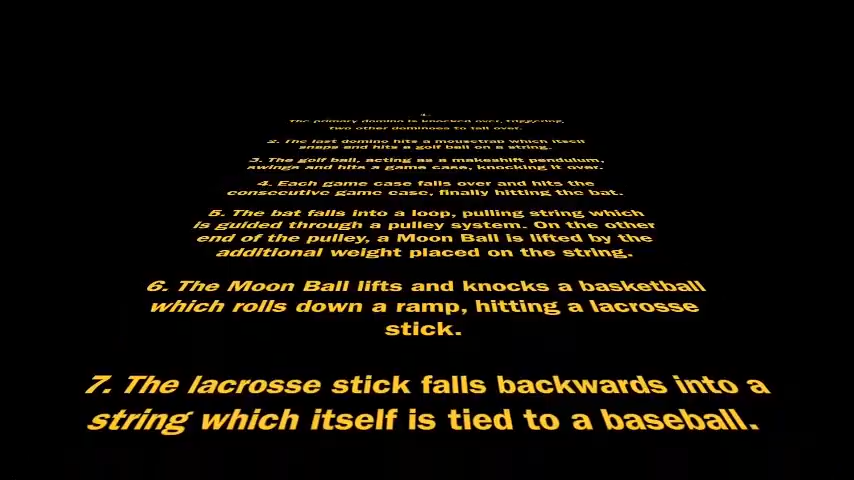 1.
The primary domino is knocked over, triggering,
two other dominoes to fall over.
2. The last domino hits a mousetrap which itself
snaps and hits a golf ball on a string.
3. The golf ball, acting as a makeshift pendulum,
swings and hits a game case, knocking it over.
4. Each game case falls over and hits the
consecutive game case, finally hitting the bat.
5. The bat falls into a loop, pulling string which
is guided through a pulley system. On the other
end of the pulley, a Moon Ball is lifted by the
additional weight placed on the string.
6. The Moon Ball lifts and knocks a basketball
which rolls down a ramp, hitting a lacrosse
stick.
7. The lacrosse stick falls backwards into a
string which itself is tied to a baseball.